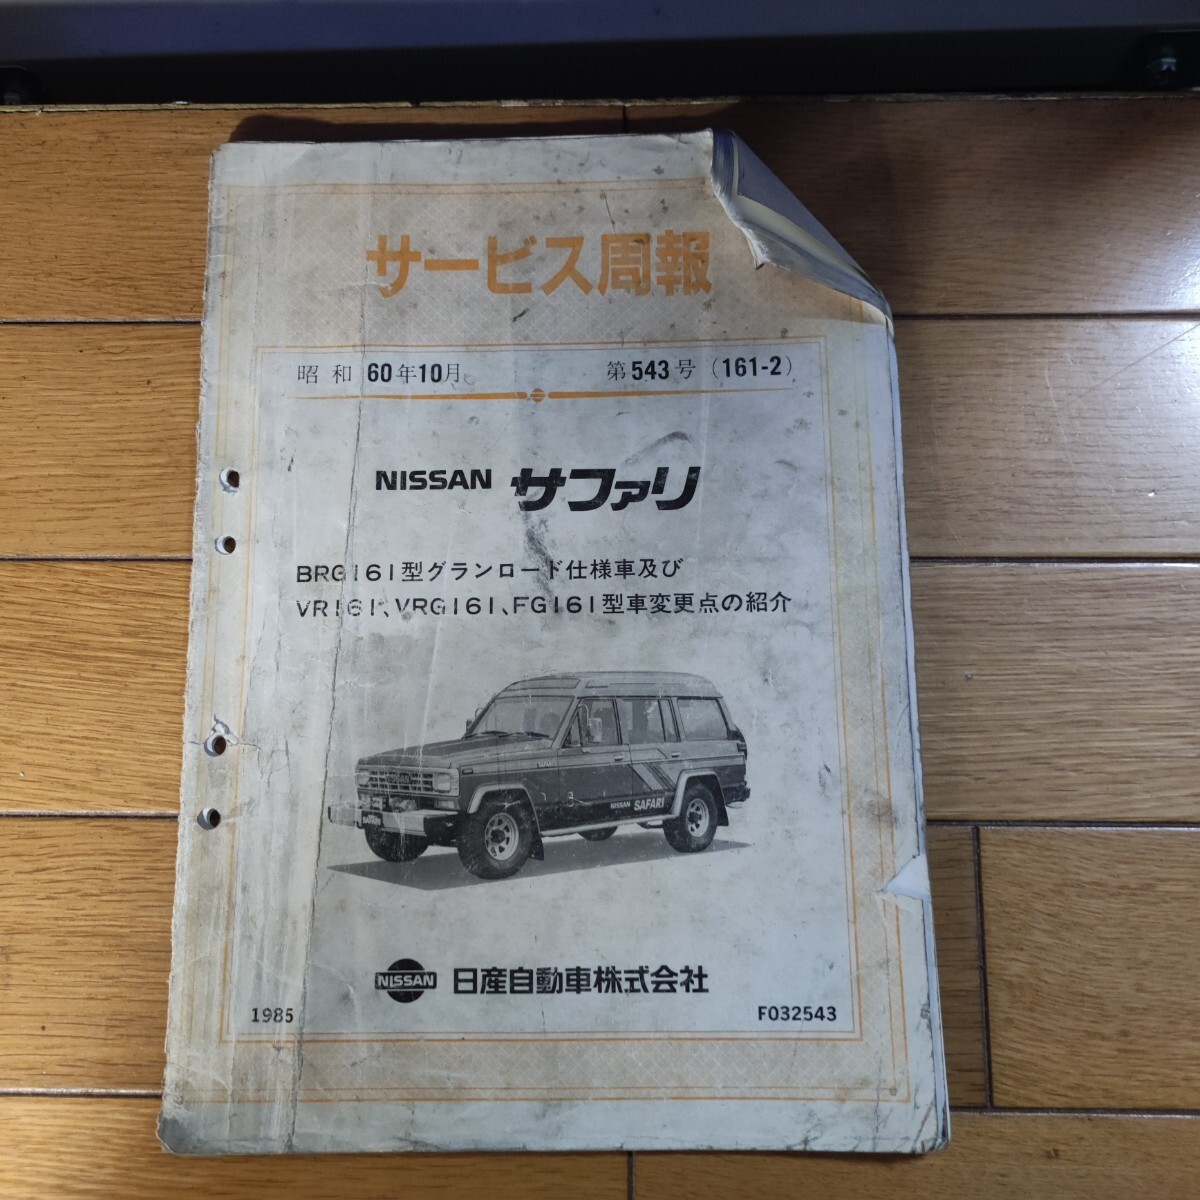 サービス周報
昭和 60年10月 第543号（161-2）
NISSAN サファリ
BRG161型グランロード仕様車及び
VR161、VRG161、FG161型車変更点の紹介
NISSAN SAFARI
SAFARI
NISSAN 日産自動車株式会社
1985 F032543